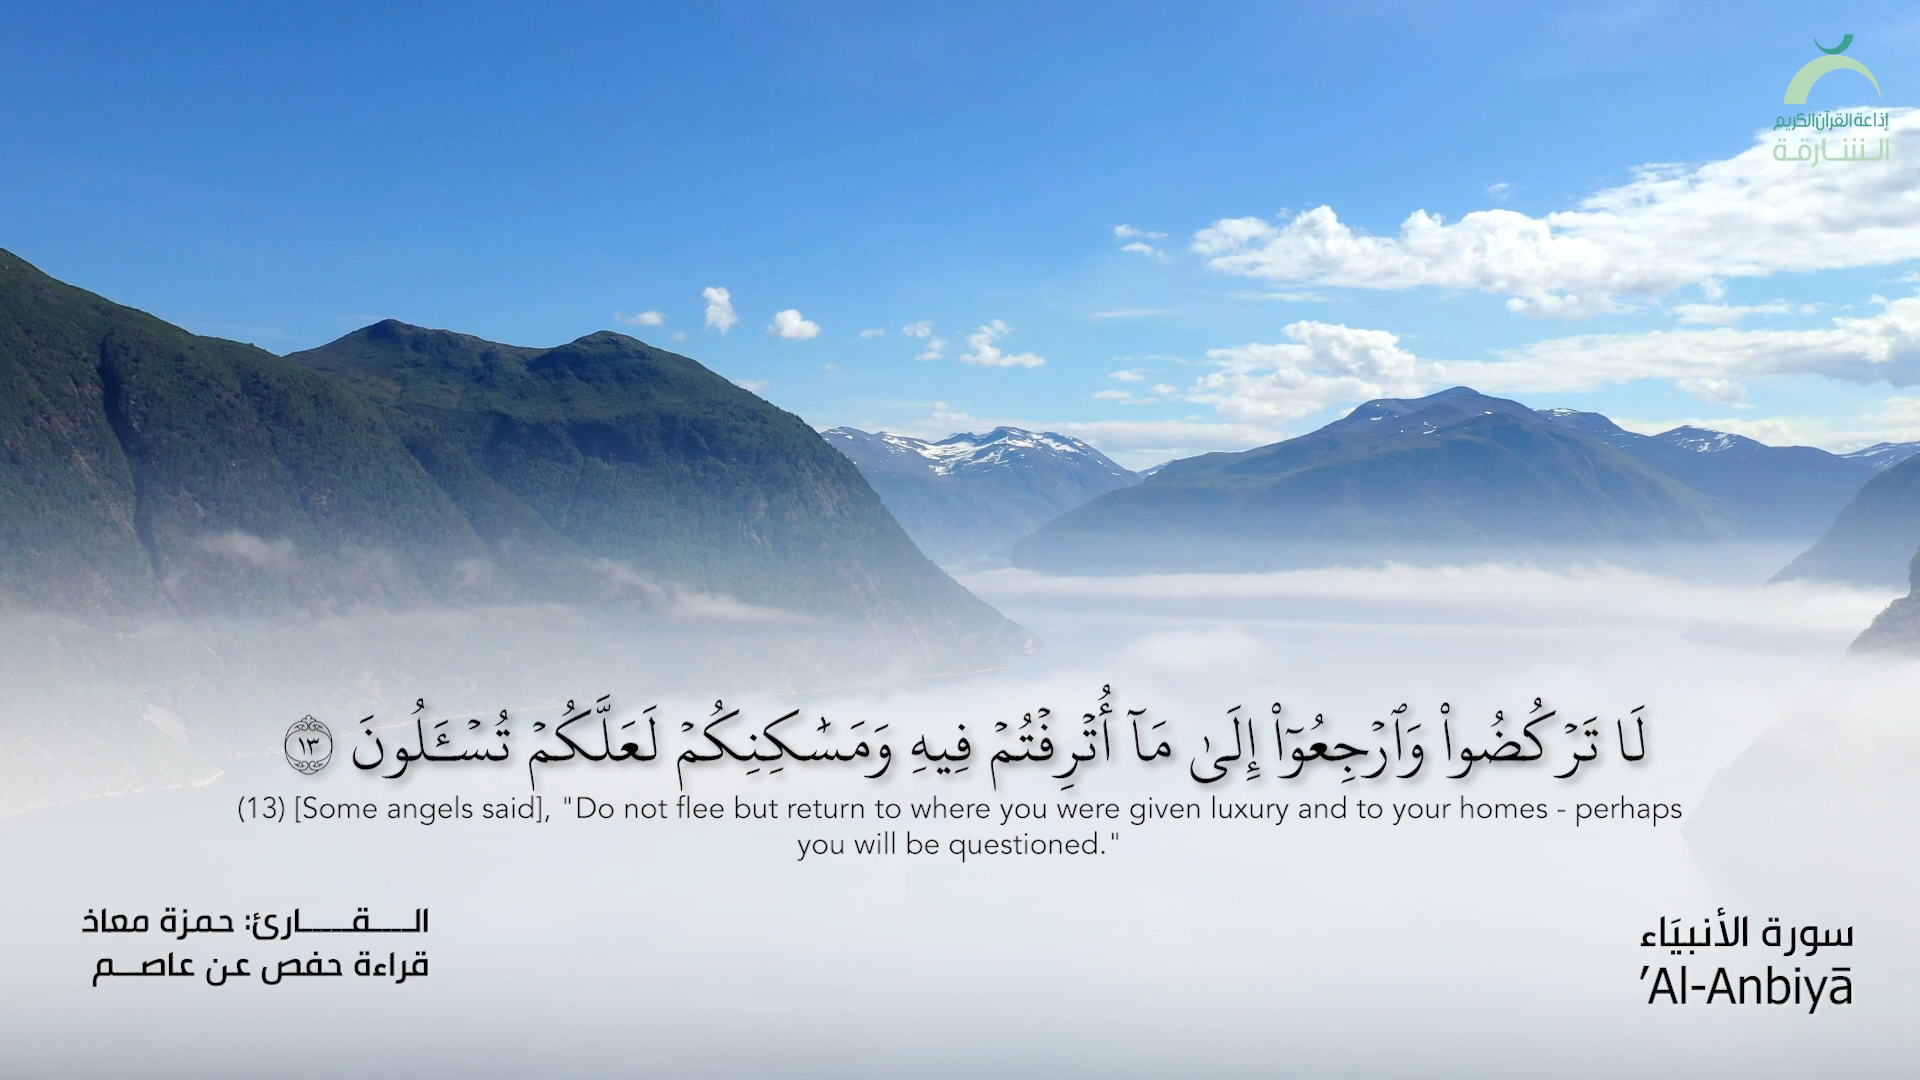 إذاعة القرآن الكريم
الشارقة
لَا تَرۡكُضُواْ وَٱرۡجِعُوٓاْ إِلَىٰ مَآ أُتۡرِفۡتُمۡ فِيهِ وَمَسَٰكِنِكُمۡ لَعَلَّكُمۡ تُسۡـَٔلُونَ ١٣
(13) [Some angels said], "Do not flee but return to where you were given luxury and to your homes - perhaps
you will be questioned."
القارئ: حمزة معاذ
قراءة حفص عن عاصم
سورة الأنبيَاء
’Al-Anbiyā